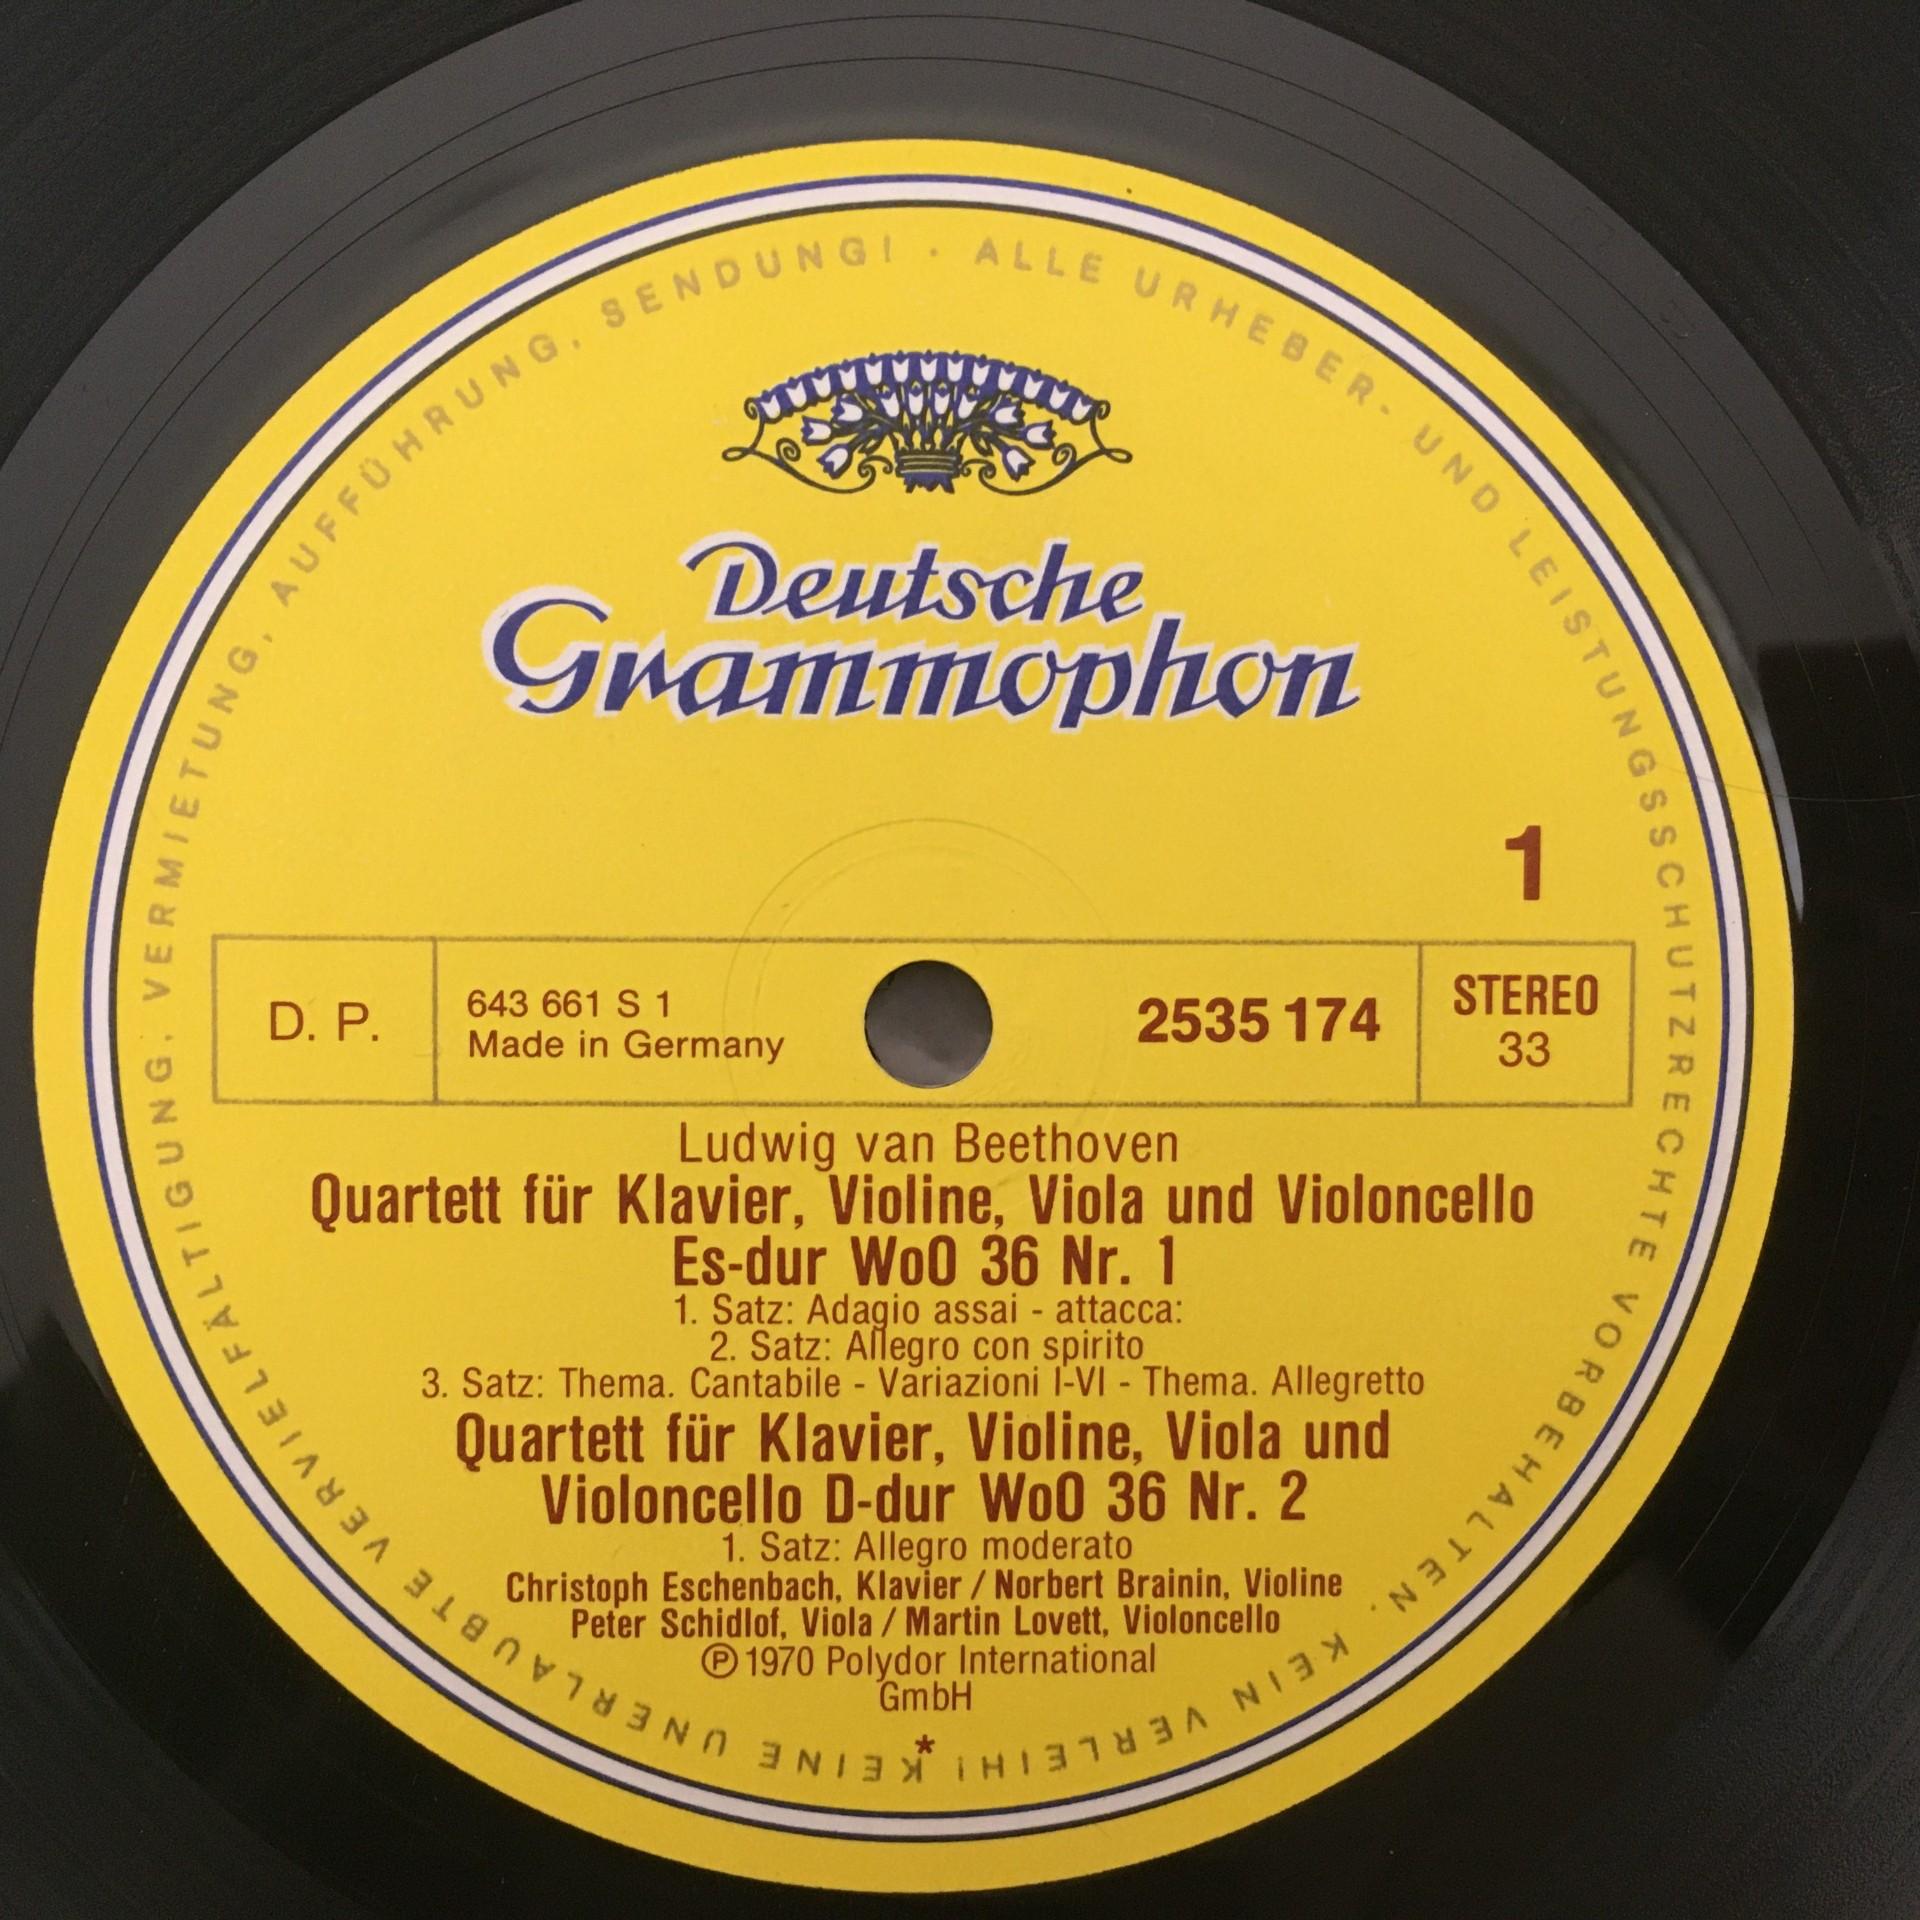 Deutsche
Grammophon
1
D. P.
643 661 S 1
Made in Germany
2535 174
STEREO
33
Ludwig van Beethoven
Quartett für Klavier, Violine, Viola und Violoncello
Es-dur WoO 36 Nr. 1
1. Satz: Adagio assai - attacca:
2. Satz: Allegro con spirito
3. Satz: Thema. Cantabile - Variazioni I-VI - Thema. Allegretto
Quartett für Klavier, Violine, Viola und
Violoncello D-dur WoO 36 Nr. 2
1. Satz: Allegro moderato
Christoph Eschenbach, Klavier / Norbert Brainin, Violine
Peter Schidlof, Viola / Martin Lovett, Violoncello
℗ 1970 Polydor International
GmbH
*
ALLE URHEBER- UND LEISTUNGSSCHUTZRECHTE VORBEHALTEN. KEIN VERLEIH! KEINE UNERLAUBTE VERVIELFÄLTIGUNG, VERMIETUNG, AUFFÜHRUNG, SENDUNG! ·